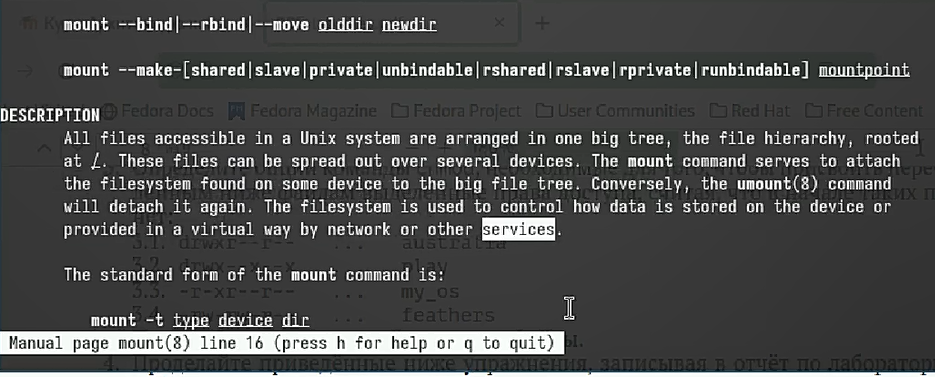 mount --bind|--rbind|--move olddir newdir
mount --make-[shared|slave|private|unbindable|rshared|rslave|rprivate|runbindable] mountpoint
Fedora Docs Fedora Magazine Fedora Project User Communities Red Hat Free Content
DESCRIPTION
All files accessible in a Unix system are arranged in one big tree, the file hierarchy, rooted
at /. These files can be spread out over several devices. The mount command serves to attach
the filesystem found on some device to the big file tree. Conversely, the umount(8) command
will detach it again. The filesystem is used to control how data is stored on the device or
provided in a virtual way by network or other services.
3.1. drwxr--r-- ... australia
The standard form of the mount command is:
3.2. drwx--x--x ... play
3.3. -r-xr--r-- ... my_os
3.4. ... feathers
mount -t type device dir
Manual page mount(8) line 16 (press h for help or q to quit)
4. Проделайте приведённые ниже упражнения, записывая в отчёт по